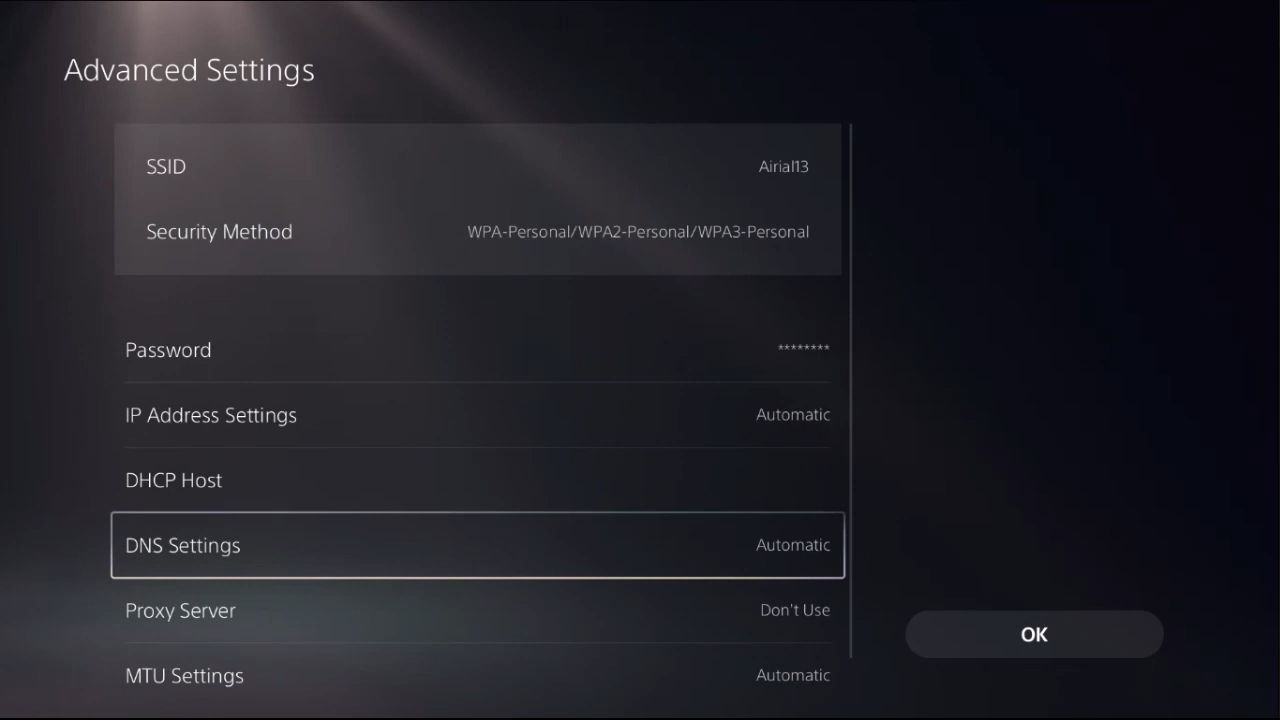 Advanced Settings
SSID Airial13
Security Method WPA-Personal/WPA2-Personal/WPA3-Personal
Password ********
IP Address Settings Automatic
DHCP Host
DNS Settings Automatic
Proxy Server Don't Use
OK
MTU Settings Automatic